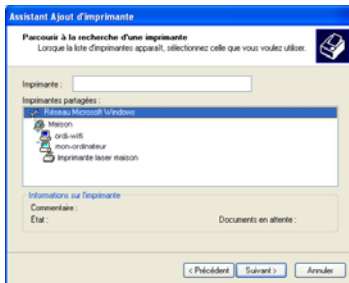 Assistant Ajout d'imprimante
Parcourir à la recherche d'une imprimante
Lorsque la liste d'imprimantes apparaît, sélectionnez celle que vous voulez utiliser.
Imprimante :
Imprimantes partagées :
Réseau Microsoft Windows
Maison
ordi-wifi
mon-ordinateur
Imprimante laser maison
Informations sur l'imprimante
Commentaire :
État :
Documents en attente :
< Précédent
Suivant >
Annuler